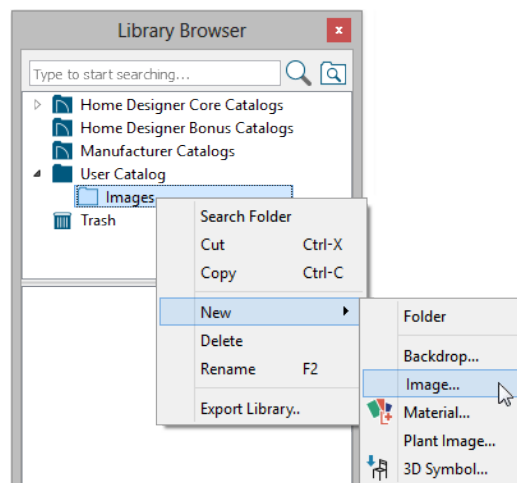 Library Browser
x
Type to start searching...
Home Designer Core Catalogs
Home Designer Bonus Catalogs
Manufacturer Catalogs
User Catalog
Images
Trash
Search Folder
Cut Ctrl-X
Copy Ctrl-C
New
Delete
Rename F2
Export Library..
Folder
Backdrop...
Image...
Material...
Plant Image...
3D Symbol...